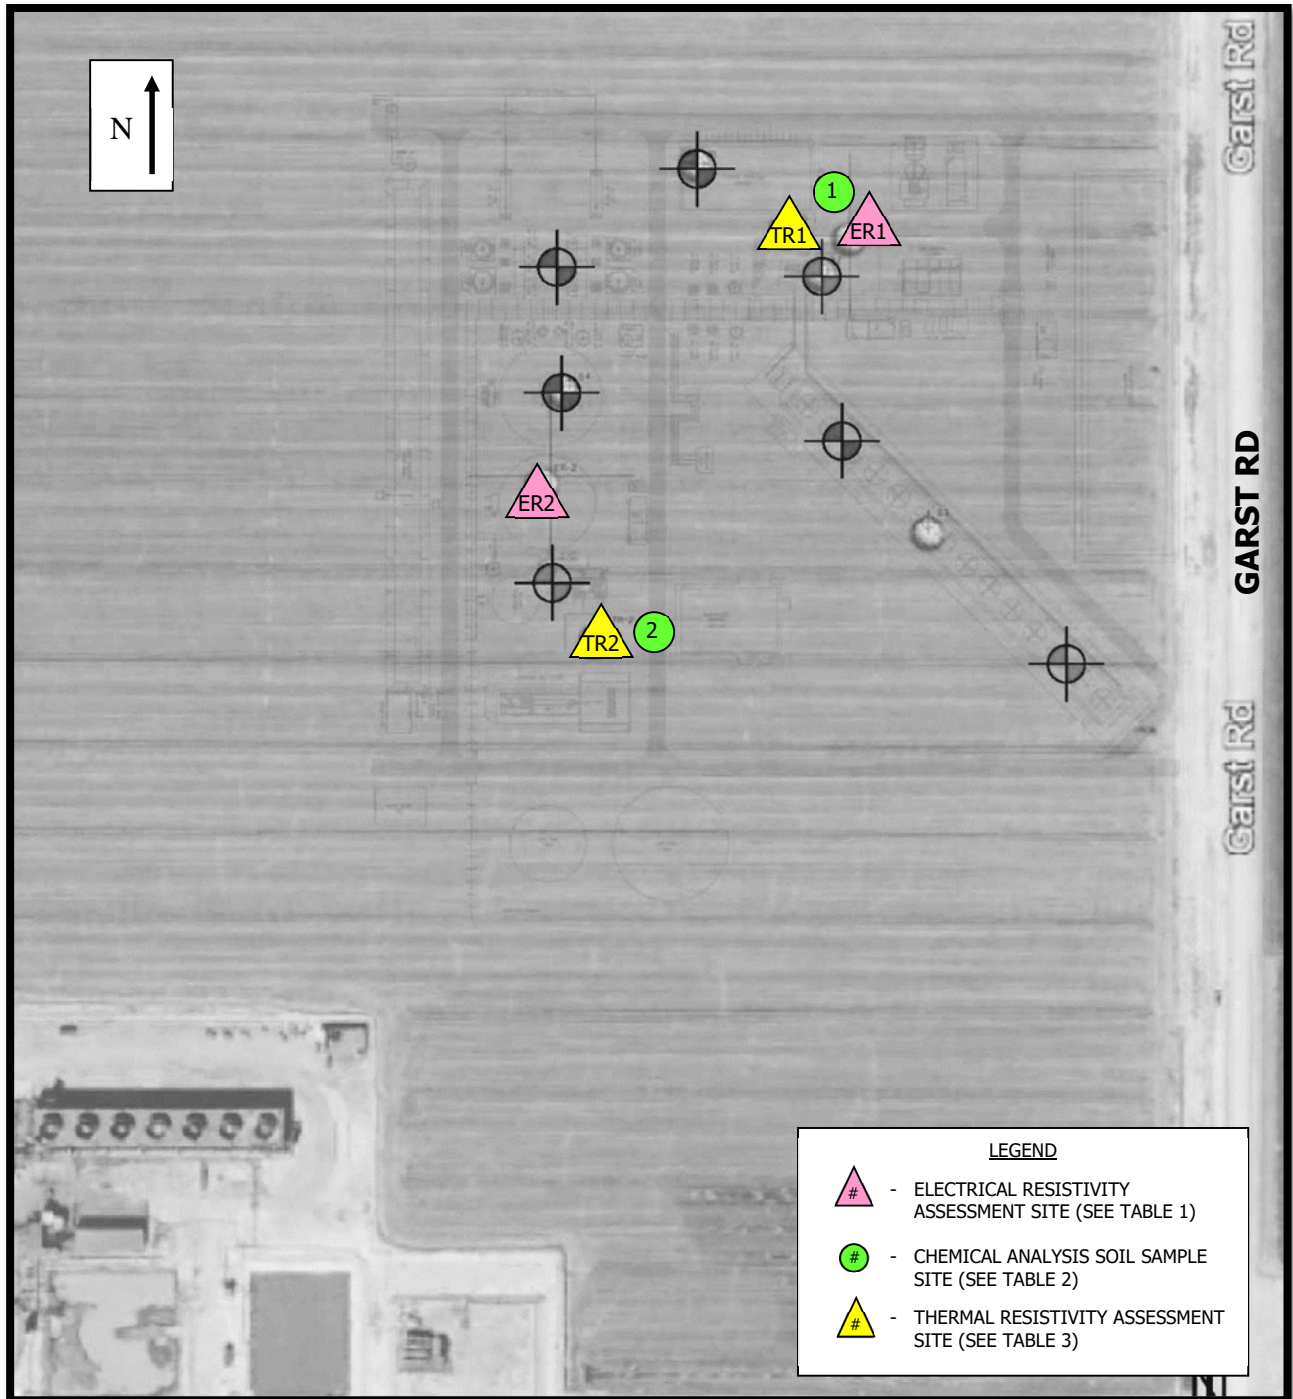 Garst Rd
N
1
TR1
ER1
GARST RD
ER2
TR2
2
Garst Rd
LEGEND
# - ELECTRICAL RESISTIVITY
ASSESSMENT SITE (SEE TABLE 1)
# - CHEMICAL ANALYSIS SOIL SAMPLE
SITE (SEE TABLE 2)
# - THERMAL RESISTIVITY ASSESSMENT
SITE (SEE TABLE 3)